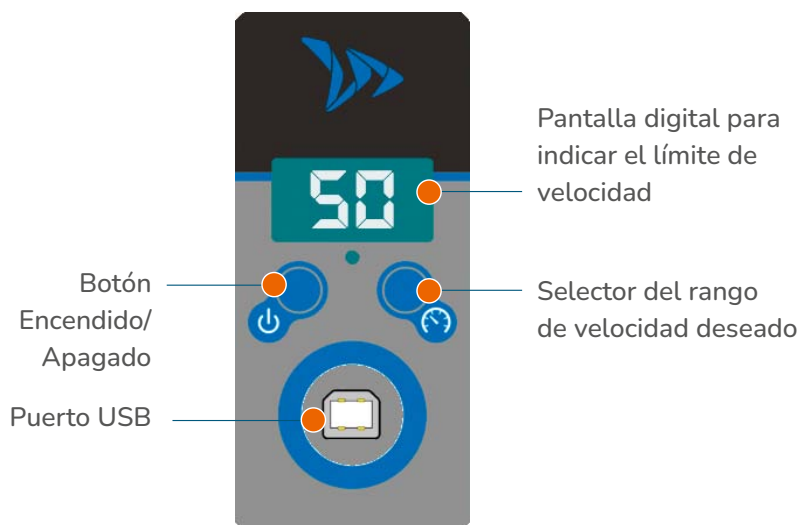 Pantalla digital para
indicar el límite de
velocidad
50
Botón
Encendido/
Apagado
Selector del rango
de velocidad deseado
Puerto USB